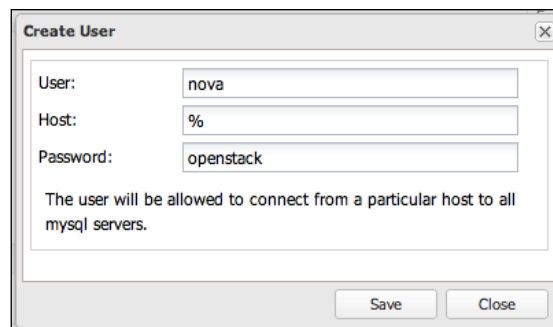 Create User
User: nova
Host: %
Password: openstack
The user will be allowed to connect from a particular host to all
mysql servers.
Save Close